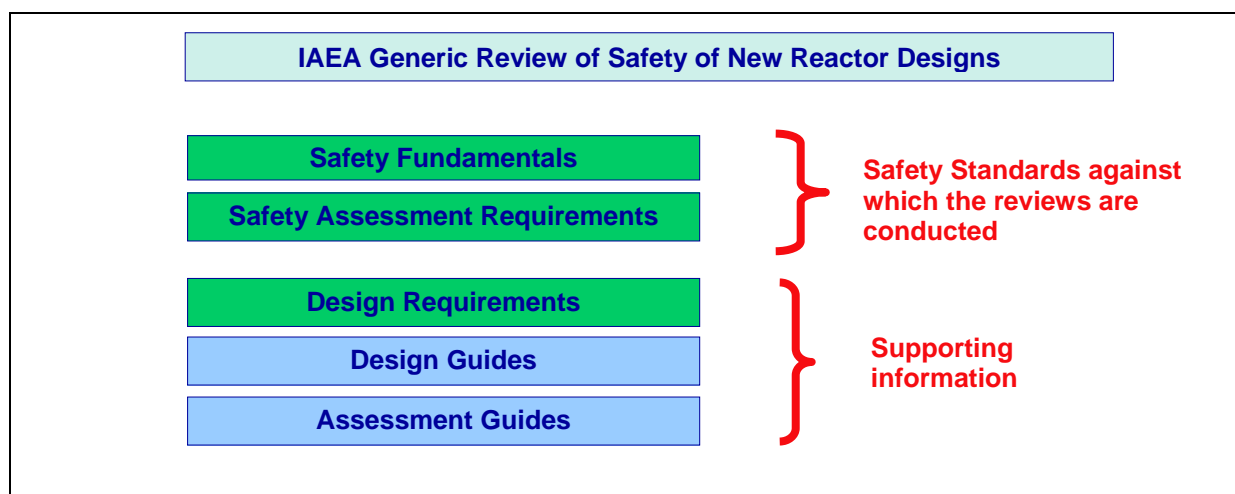 IAEA Generic Review of Safety of New Reactor Designs
Safety Fundamentals
Safety Assessment Requirements
Safety Standards against
which the reviews are
conducted
Design Requirements
Design Guides
Assessment Guides
Supporting
information